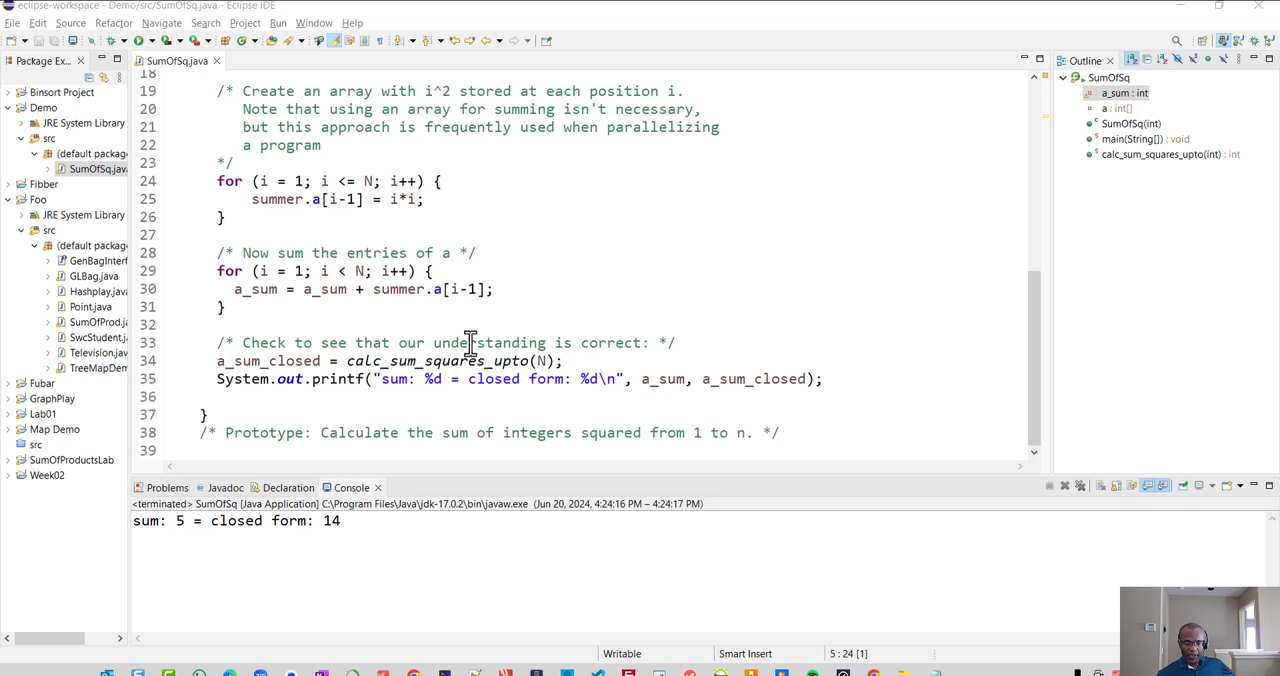 eclipse-workspace - Demo/src/SumOfSq.java - Eclipse IDE
File Edit Source Refactor Navigate Search Project Run Window Help
Package Ex...
Binsort Project
Demo
JRE System Library
src
(default package
SumOfSq.java
Fibber
Foo
JRE System Library
src
(default package
GenBagInterf
GLBag.java
Hashplay.java
Point.java
SumOfProd.j
SwcStudent.j
Television.java
TreeMapDem
Fubar
GraphPlay
Lab01
Map Demo
src
SumOfProductsLab
Week02
SumOfSq.java
18
19 /* Create an array with i^2 stored at each position i.
20 Note that using an array for summing isn't necessary,
21 but this approach is frequently used when parallelizing
22 a program
23 */
24 for (i = 1; i <= N; i++) {
25 summer.a[i-1] = i*i;
26 }
27
28 /* Now sum the entries of a */
29 for (i = 1; i < N; i++) {
30 a_sum = a_sum + summer.a[i-1];
31 }
32
33 /* Check to see that our understanding is correct: */
34 a_sum_closed = calc_sum_squares_upto(N);
35 System.out.printf("sum: %d = closed form: %d\n", a_sum, a_sum_closed);
36
37 }
38 /* Prototype: Calculate the sum of integers squared from 1 to n. */
39
Outline
SumOfSq
a_sum : int
a : int[]
SumOfSq(int)
main(String[]) : void
calc_sum_squares_upto(int) : int
Problems Javadoc Declaration Console
<terminated> SumOfSq [Java Application] C:\Program Files\Java\jdk-17.0.2\bin\javaw.exe (Jun 20, 2024, 4:24:16 PM – 4:24:17 PM)
sum: 5 = closed form: 14
Writable Smart Insert 5 : 24 [1]